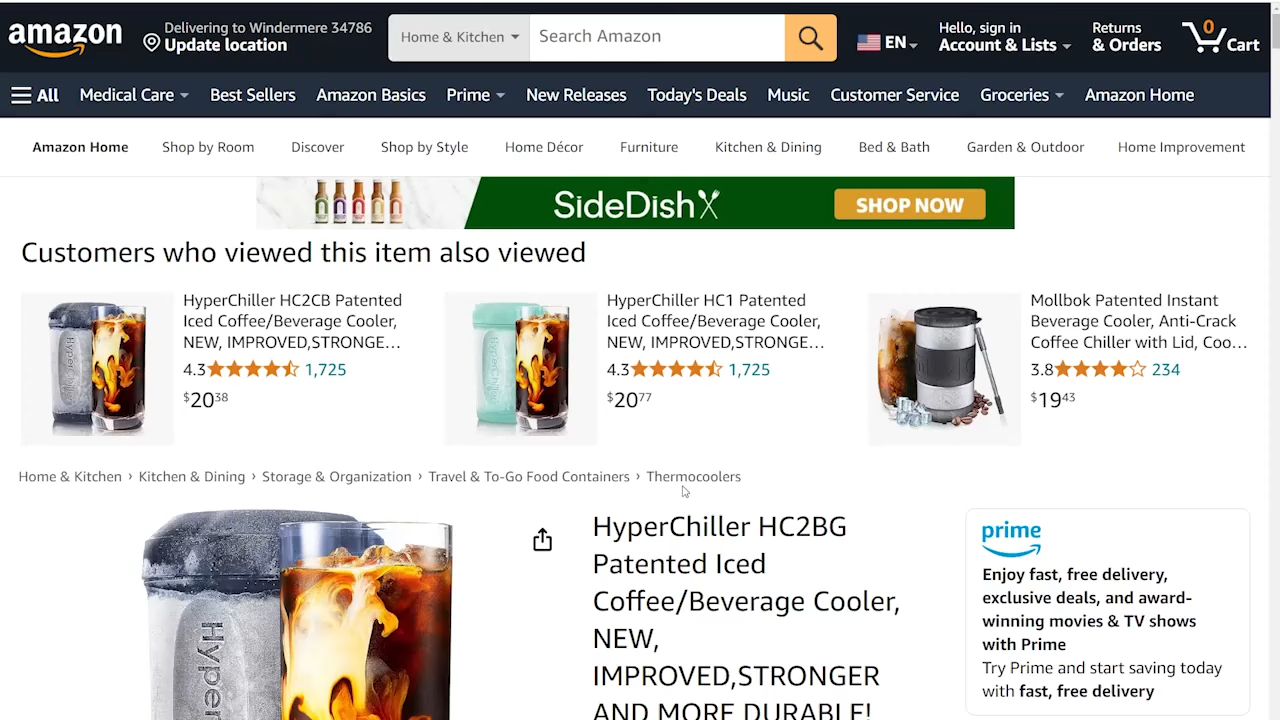 amazon
Delivering to Windermere 34786
Update location
Home & Kitchen
Search Amazon
EN
Hello, sign in
Account & Lists
Returns
& Orders
0
Cart
All
Medical Care
Best Sellers
Amazon Basics
Prime
New Releases
Today's Deals
Music
Customer Service
Groceries
Amazon Home
Amazon Home
Shop by Room
Discover
Shop by Style
Home Décor
Furniture
Kitchen & Dining
Bed & Bath
Garden & Outdoor
Home Improvement
SideDish
SHOP NOW
Customers who viewed this item also viewed
HyperChiller HC2CB Patented
Iced Coffee/Beverage Cooler,
NEW, IMPROVED,STRONGE...
4.3 1,725
$2038
HyperChiller HC1 Patented
Iced Coffee/Beverage Cooler,
NEW, IMPROVED,STRONGE...
4.3 1,725
$2077
Mollbok Patented Instant
Beverage Cooler, Anti-Crack
Coffee Chiller with Lid, Coo...
3.8 234
$1943
Home & Kitchen › Kitchen & Dining › Storage & Organization › Travel & To-Go Food Containers › Thermocoolers
HyperChiller HC2BG
Patented Iced
Coffee/Beverage Cooler,
NEW,
IMPROVED,STRONGER
AND MORE DURABLE!
prime
Enjoy fast, free delivery,
exclusive deals, and award-
winning movies & TV shows
with Prime
Try Prime and start saving today
with fast, free delivery